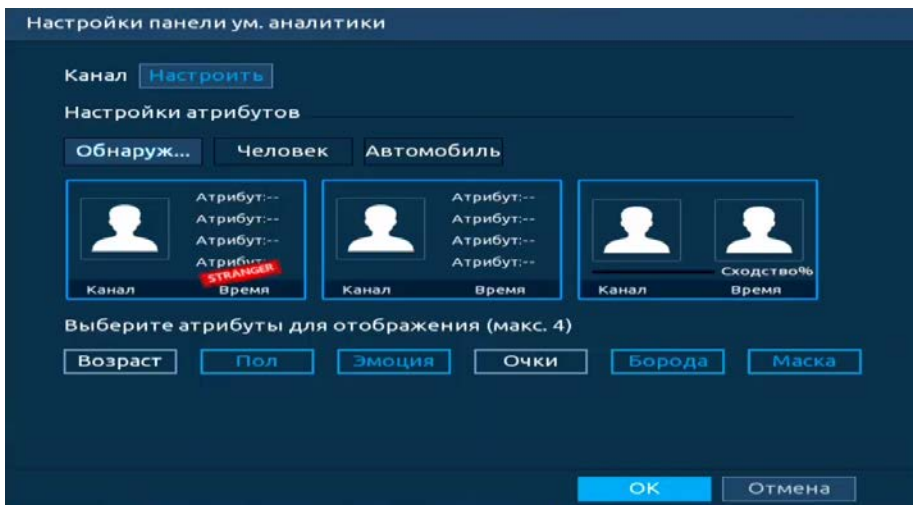 Настройки панели ум. аналитики
Канал Настроить
Настройки атрибутов
Обнаруж... Человек Автомобиль
Атрибут:-- Атрибут:--
Атрибут:-- Атрибут:--
Атрибут:-- Атрибут:--
Атрибут:-- Атрибут:--
STRANGER Сходство%
Канал Время Канал Время Канал Время
Выберите атрибуты для отображения (макс. 4)
Возраст Пол Эмоция Очки Борода Маска
OK Отмена